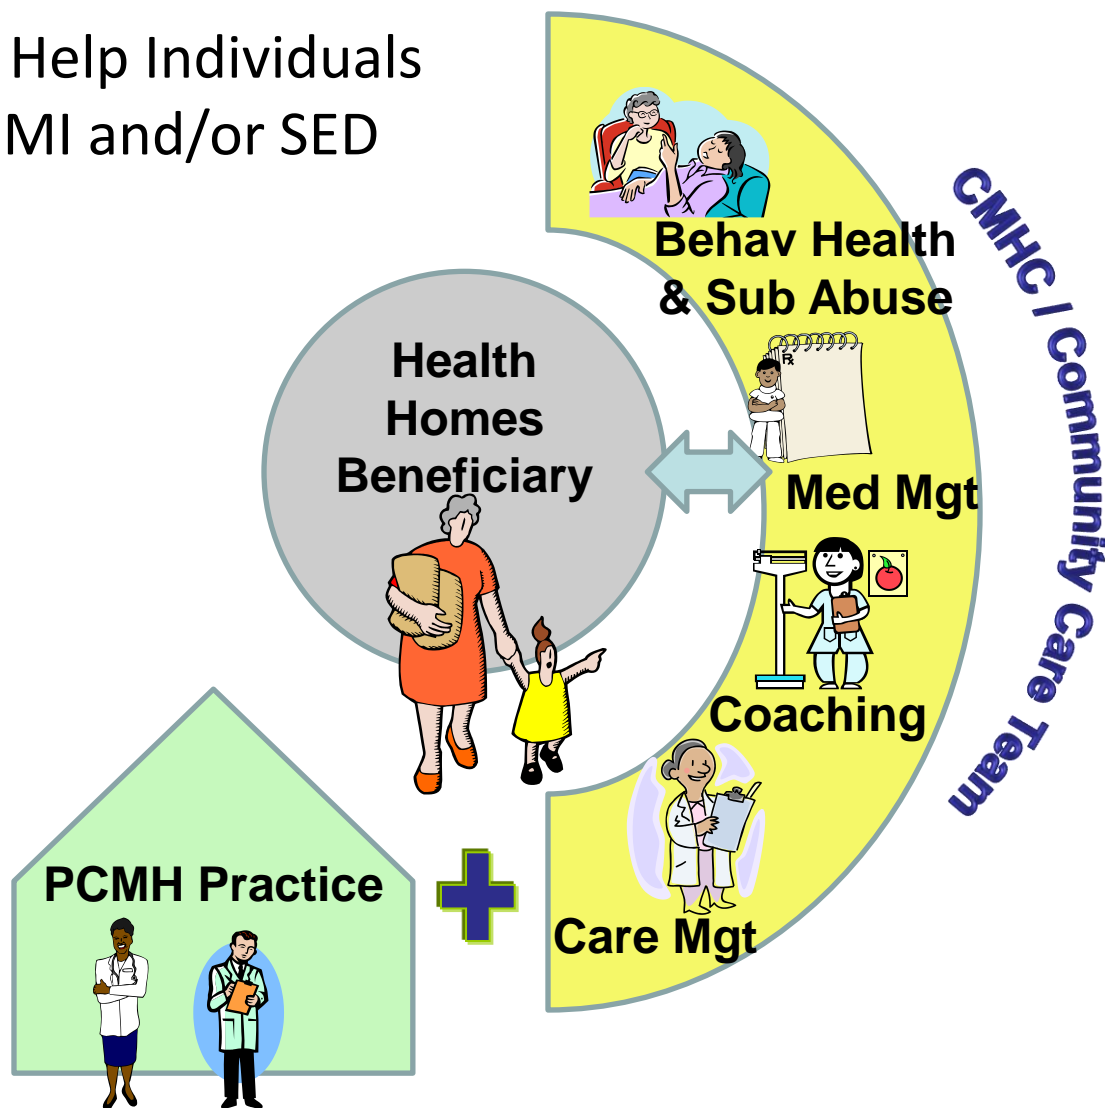 Help Individuals
MI and/or SED
Behav Health
& Sub Abuse
Health
Homes
Beneficiary
Rx
Med Mgt
Coaching
PCMH Practice
Care Mgt
CMHC / Community Care Team